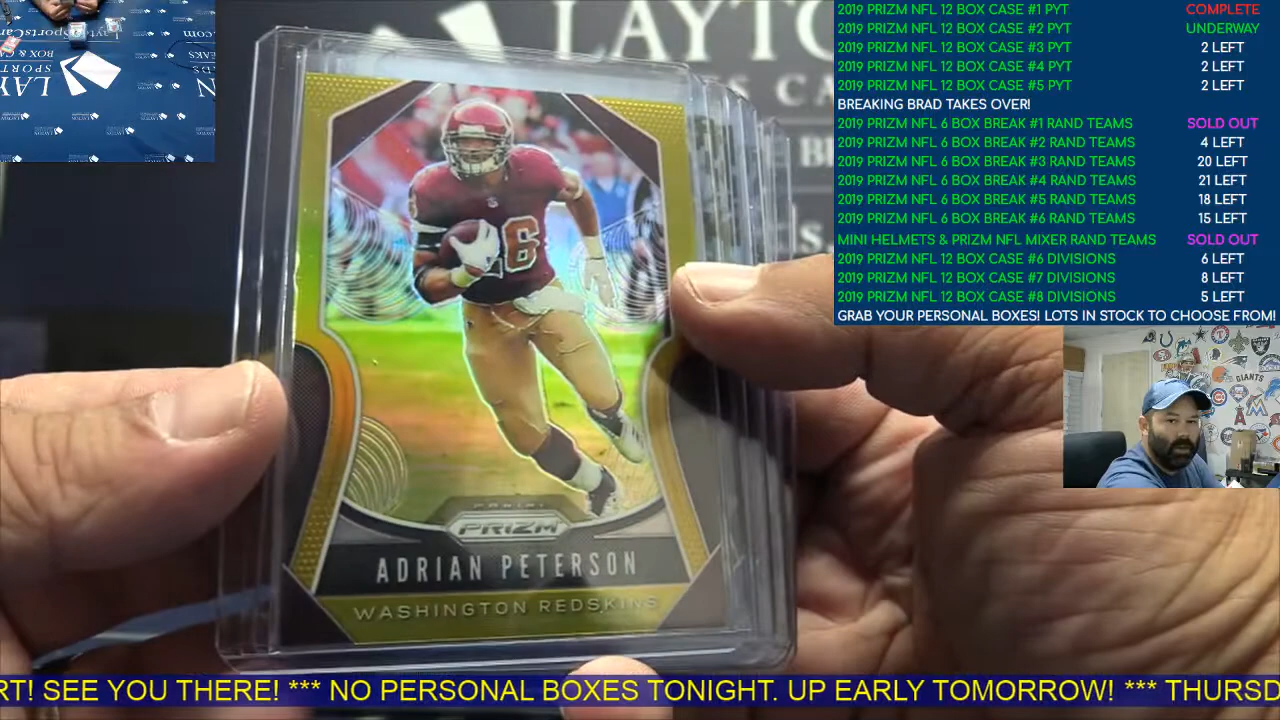 2019 PRIZM NFL 12 BOX CASE #1 PYT COMPLETE
2019 PRIZM NFL 12 BOX CASE #2 PYT UNDERWAY
2019 PRIZM NFL 12 BOX CASE #3 PYT 2 LEFT
2019 PRIZM NFL 12 BOX CASE #4 PYT 2 LEFT
2019 PRIZM NFL 12 BOX CASE #5 PYT 2 LEFT
BREAKING BRAD TAKES OVER!
2019 PRIZM NFL 6 BOX BREAK #1 RAND TEAMS SOLD OUT
2019 PRIZM NFL 6 BOX BREAK #2 RAND TEAMS 4 LEFT
2019 PRIZM NFL 6 BOX BREAK #3 RAND TEAMS 20 LEFT
2019 PRIZM NFL 6 BOX BREAK #4 RAND TEAMS 21 LEFT
2019 PRIZM NFL 6 BOX BREAK #5 RAND TEAMS 18 LEFT
2019 PRIZM NFL 6 BOX BREAK #6 RAND TEAMS 15 LEFT
MINI HELMETS & PRIZM NFL MIXER RAND TEAMS SOLD OUT
2019 PRIZM NFL 12 BOX CASE #6 DIVISIONS 6 LEFT
2019 PRIZM NFL 12 BOX CASE #7 DIVISIONS 8 LEFT
2019 PRIZM NFL 12 BOX CASE #8 DIVISIONS 5 LEFT
GRAB YOUR PERSONAL BOXES! LOTS IN STOCK TO CHOOSE FROM!
LAYTO
S CA
26
GIANTS
PANINI
PRIZM
ADRIAN PETERSON
WASHINGTON REDSKINS
RT! SEE YOU THERE! *** NO PERSONAL BOXES TONIGHT. UP EARLY TOMORROW! *** THURSD